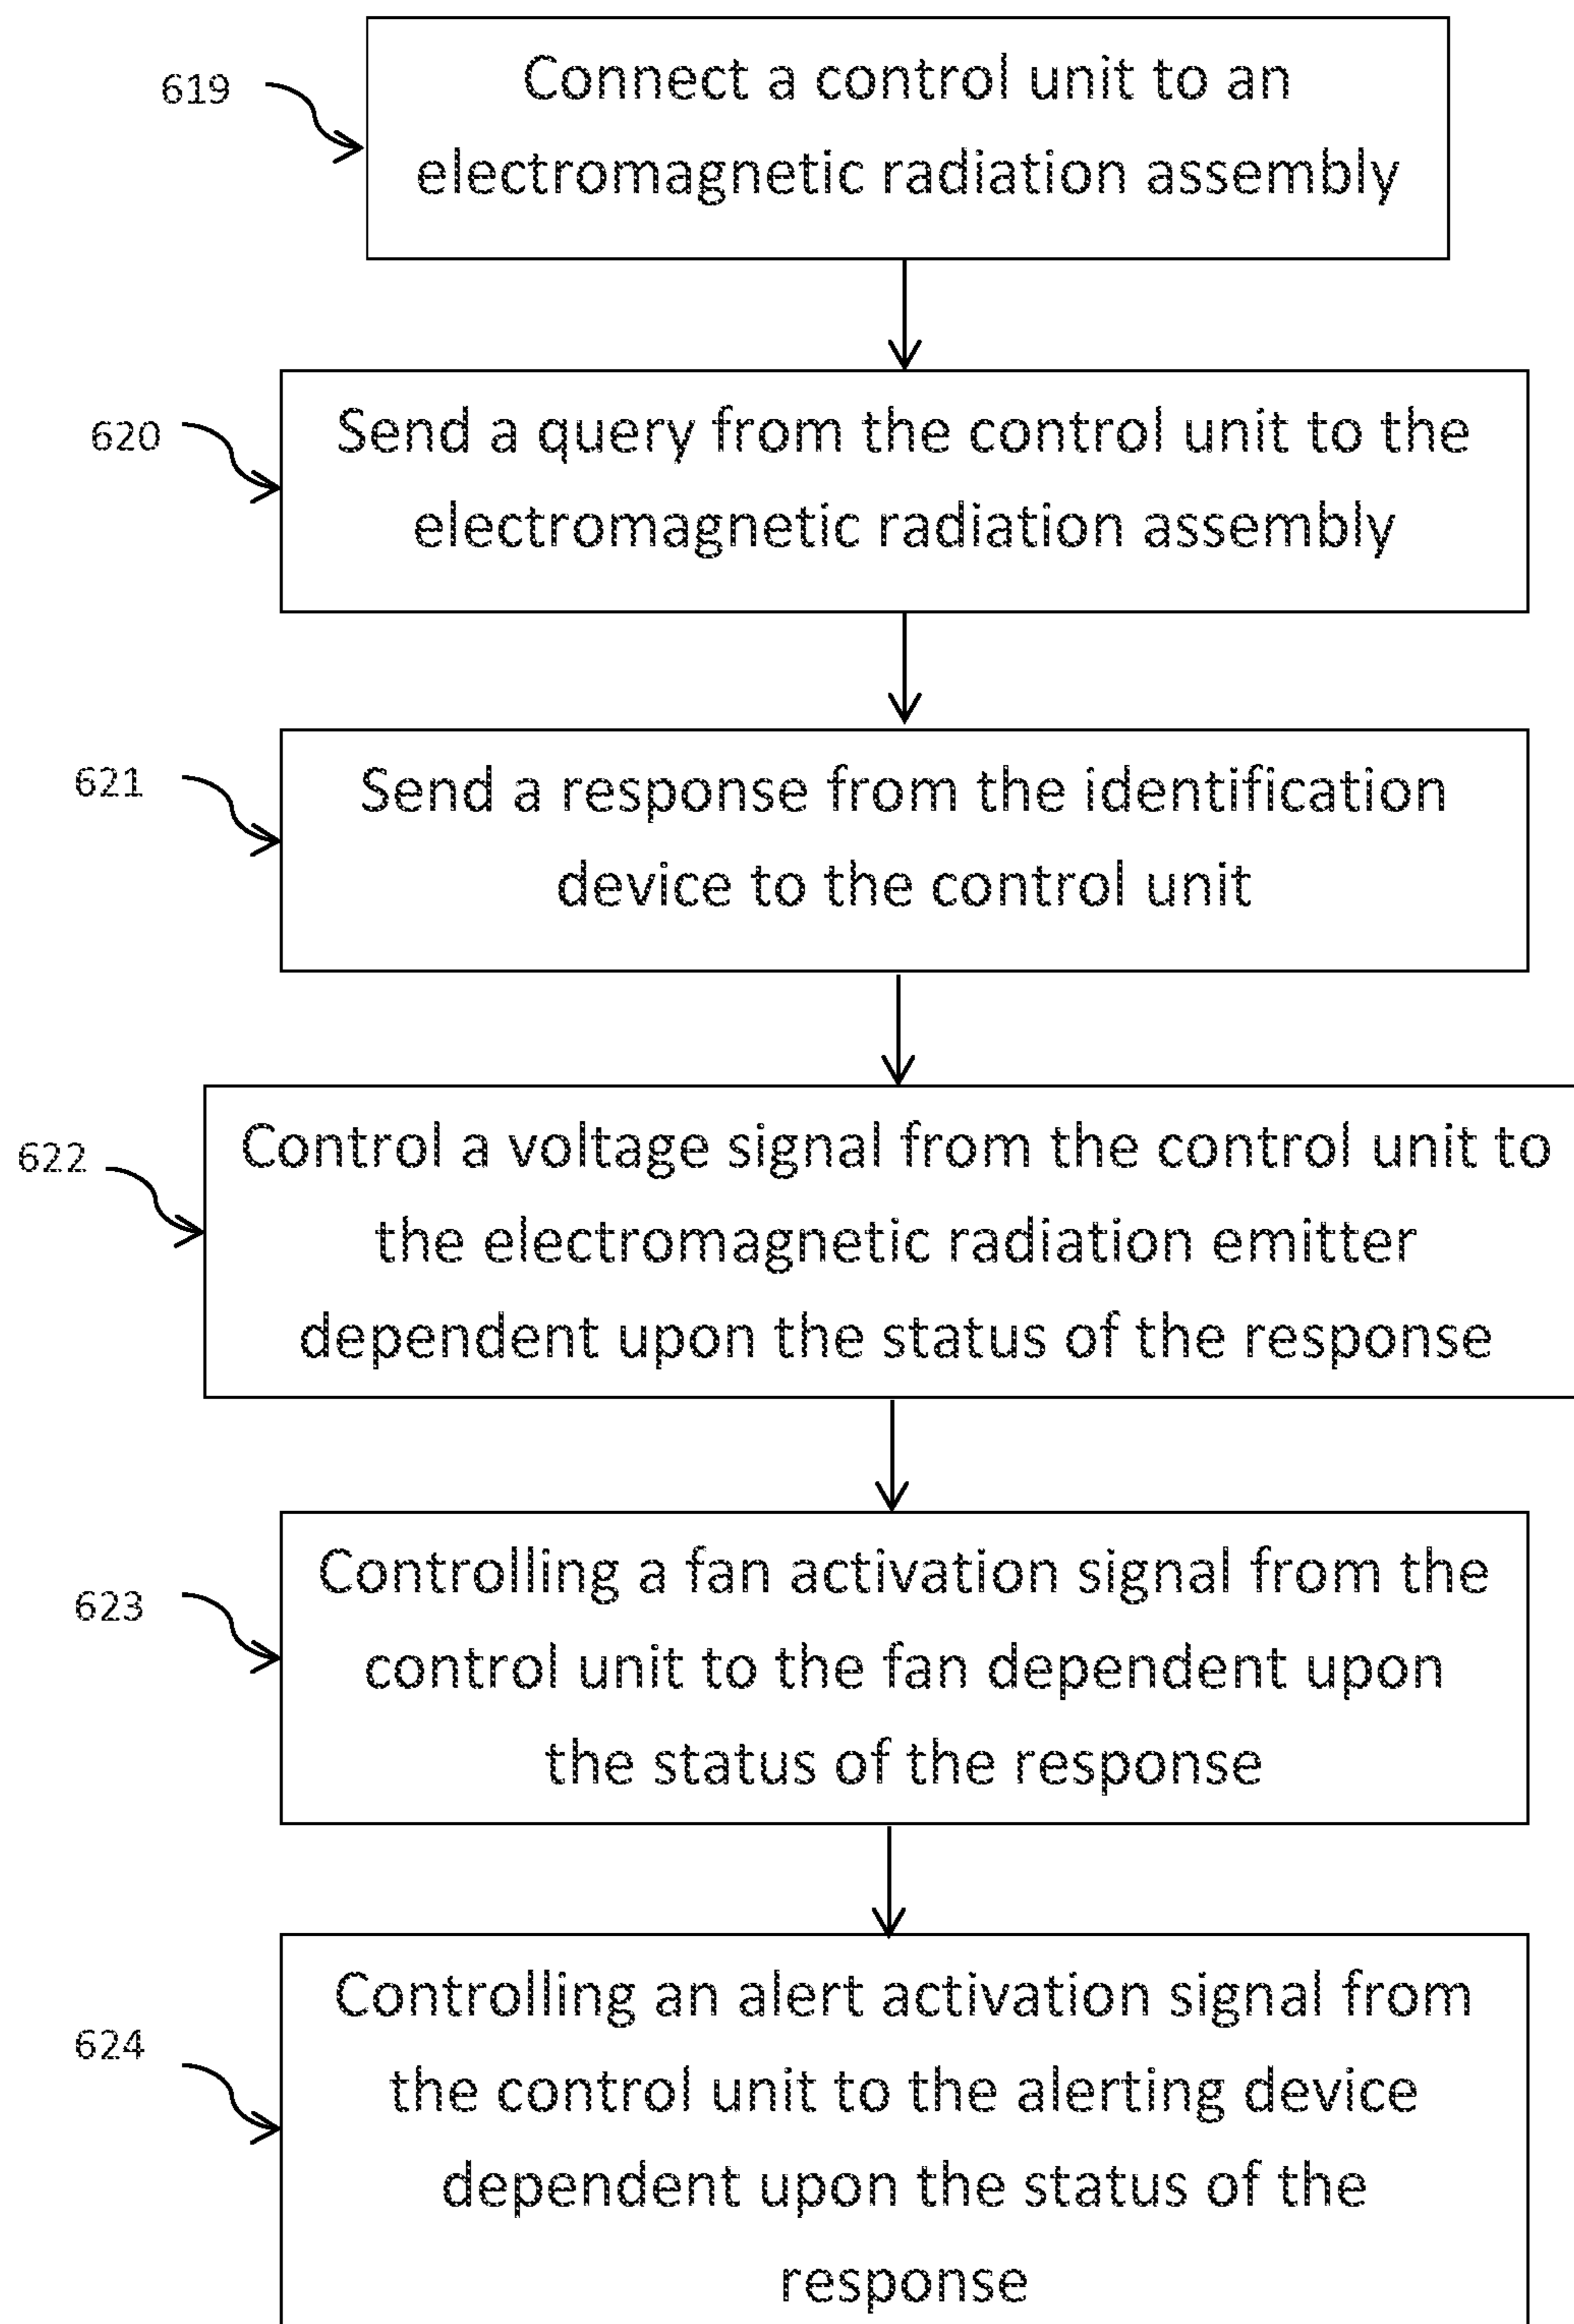 619
Connect a control unit to an
electromagnetic radiation assembly
620
Send a query from the control unit to the
electromagnetic radiation assembly
621
Send a response from the identification
device to the control unit
622
Control a voltage signal from the control unit to
the electromagnetic radiation emitter
dependent upon the status of the response
623
Controlling a fan activation signal from the
control unit to the fan dependent upon
the status of the response
624
Controlling an alert activation signal from
the control unit to the alerting device
dependent upon the status of the
response